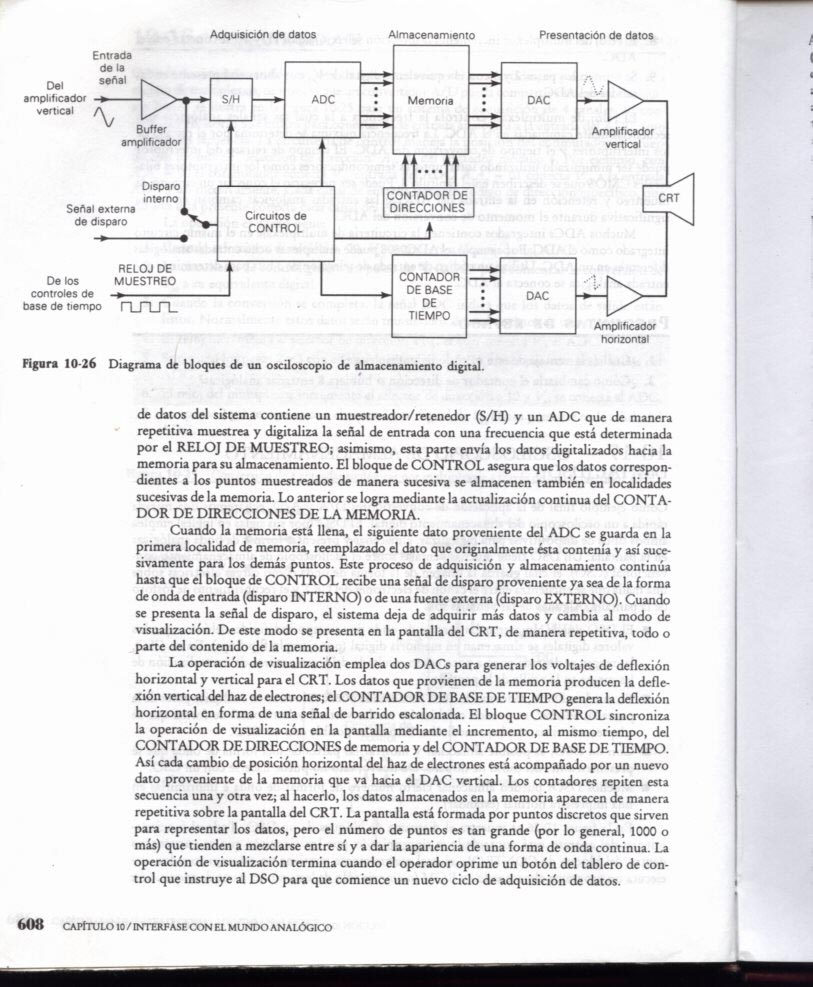 Adquisición de datos
Almacenamiento
Presentación de datos
Entrada
de la
señal
Del
amplificador
vertical
S/H
ADC
Memoria
DAC
Buffer
amplificador
Amplificador
vertical
Disparo
interno
Señal externa
de disparo
Circuitos de
CONTROL
CONTADOR DE
DIRECCIONES
CRT
RELOJ DE
MUESTREO
De los
controles de
base de tiempo
CONTADOR
DE BASE
DE
TIEMPO
DAC
Amplificador
horizontal
Figura 10-26 Diagrama de bloques de un osciloscopio de almacenamiento digital.
de datos del sistema contiene un muestreador/retenedor (S/H) y un ADC que de manera
repetitiva muestrea y digitaliza la señal de entrada con una frecuencia que está determinada
por el RELOJ DE MUESTREO; asimismo, esta parte envía los datos digitalizados hacia la
memoria para su almacenamiento. El bloque de CONTROL asegura que los datos correspon-
dientes a los puntos muestreados de manera sucesiva se almacenen también en localidades
sucesivas de la memoria. Lo anterior se logra mediante la actualización continua del CONTA-
DOR DE DIRECCIONES DE LA MEMORIA.
Cuando la memoria está llena, el siguiente dato proveniente del ADC se guarda en la
primera localidad de memoria, reemplazado el dato que originalmente ésta contenía y así suce-
sivamente para los demás puntos. Este proceso de adquisición y almacenamiento continúa
hasta que el bloque de CONTROL recibe una señal de disparo proveniente ya sea de la forma
de onda de entrada (disparo INTERNO) o de una fuente externa (disparo EXTERNO). Cuando
se presenta la señal de disparo, el sistema deja de adquirir más datos y cambia al modo de
visualización. De este modo se presenta en la pantalla del CRT, de manera repetitiva, todo o
parte del contenido de la memoria.
La operación de visualización emplea dos DACs para generar los voltajes de deflexión
horizontal y vertical para el CRT. Los datos que provienen de la memoria producen la defle-
xión vertical del haz de electrones; el CONTADOR DE BASE DE TIEMPO genera la deflexión
horizontal en forma de una señal de barrido escalonada. El bloque CONTROL sincroniza
la operación de visualización en la pantalla mediante el incremento, al mismo tiempo, del
CONTADOR DE DIRECCIONES de memoria y del CONTADOR DE BASE DE TIEMPO.
Así cada cambio de posición horizontal del haz de electrones está acompañado por un nuevo
dato proveniente de la memoria que va hacia el DAC vertical. Los contadores repiten esta
secuencia una y otra vez; al hacerlo, los datos almacenados en la memoria aparecen de manera
repetitiva sobre la pantalla del CRT. La pantalla está formada por puntos discretos que sirven
para representar los datos, pero el número de puntos es tan grande (por lo general, 1000 o
más) que tienden a mezclarse entre sí y a dar la apariencia de una forma de onda continua. La
operación de visualización termina cuando el operador oprime un botón del tablero de con-
trol que instruye al DSO para que comience un nuevo ciclo de adquisición de datos.
608 CAPÍTULO 10 / INTERFASE CON EL MUNDO ANALÓGICO